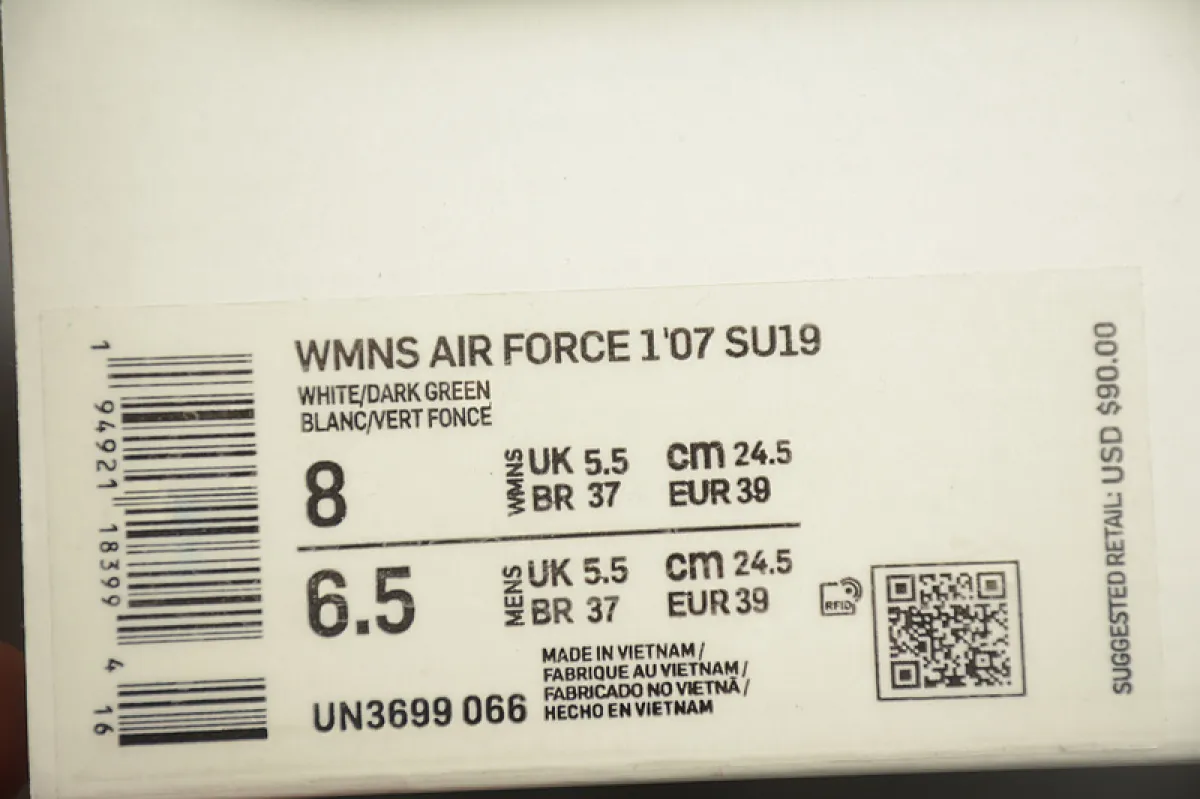 WMNS AIR FORCE 1'07 SU19
WHITE/DARK GREEN
BLANC/VERT FONCE
8
WMNS
UK 5.5 cm 24.5
BR 37 EUR 39
6.5
MENS
UK 5.5 cm 24.5
BR 37 EUR 39
RFID
MADE IN VIETNAM /
FABRIQUE AU VIETNAM /
FABRICADO NO VIETNÃ /
HECHO EN VIETNAM
UN3699 066
1 94921 18399 4
16
SUGGESTED RETAIL: USD $90.00